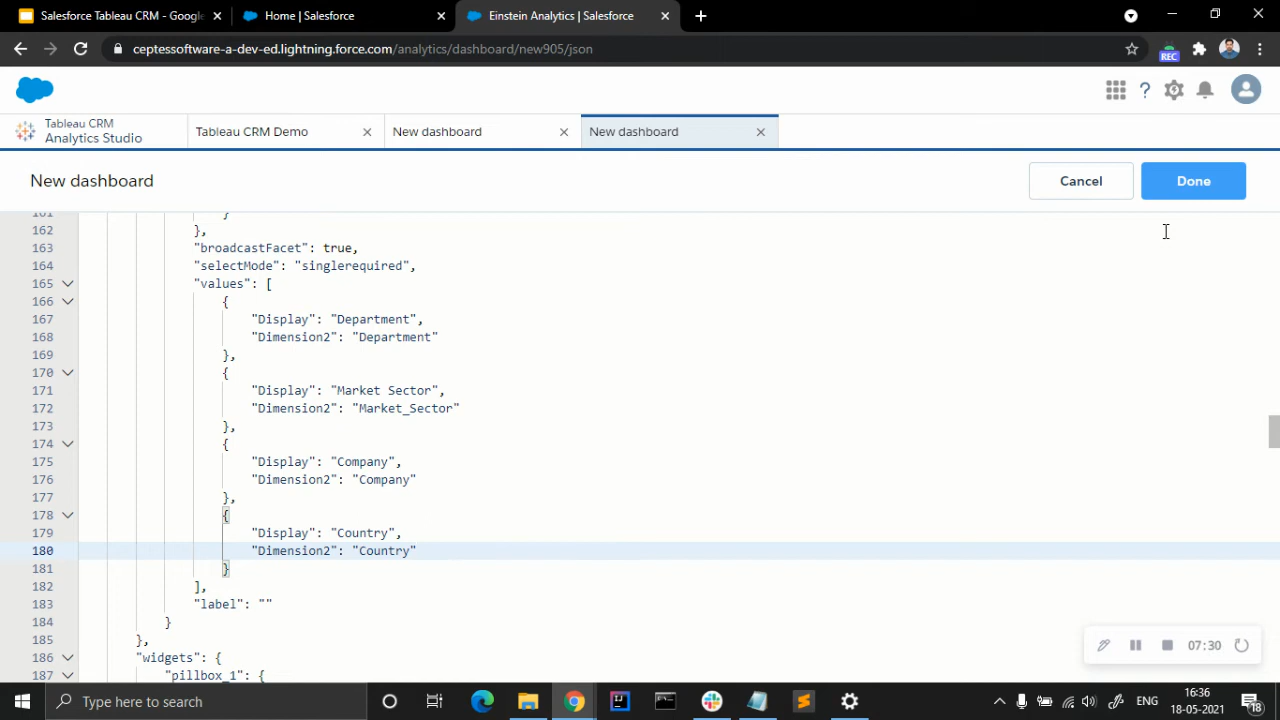 Salesforce Tableau CRM - Google
Home | Salesforce
Einstein Analytics | Salesforce
ceptessoftware-a-dev-ed.lightning.force.com/analytics/dashboard/new905/json
REC
Tableau CRM
Analytics Studio
Tableau CRM Demo
New dashboard
New dashboard
New dashboard
Cancel
Done
161 }
162 },
163 "broadcastFacet": true,
164 "selectMode": "singlerequired",
165 "values": [
166 {
167 "Display": "Department",
168 "Dimension2": "Department"
169 },
170 {
171 "Display": "Market Sector",
172 "Dimension2": "Market_Sector"
173 },
174 {
175 "Display": "Company",
176 "Dimension2": "Company"
177 },
178 {
179 "Display": "Country",
180 "Dimension2": "Country"
181 }
182 ],
183 "label": ""
184 }
185 },
186 "widgets": {
187 "pillbox_1": {
07:30
Type here to search
ENG
16:36
18-05-2021
18